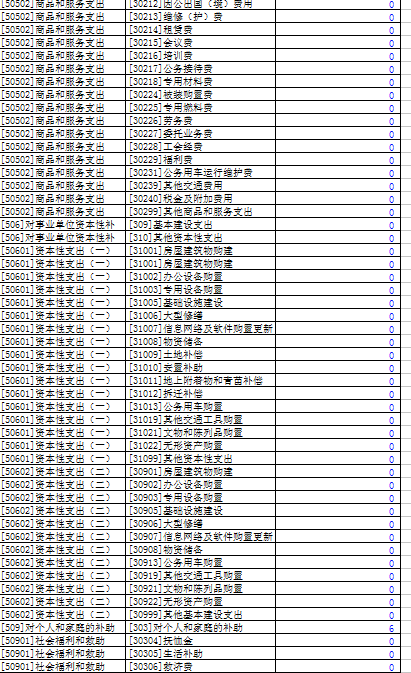 [50502]商品和服务支出 [30212]因公出国（境）费用 0
[50502]商品和服务支出 [30213]维修（护）费 0
[50502]商品和服务支出 [30214]租赁费 0
[50502]商品和服务支出 [30215]会议费 0
[50502]商品和服务支出 [30216]培训费 0
[50502]商品和服务支出 [30217]公务接待费 0
[50502]商品和服务支出 [30218]专用材料费 0
[50502]商品和服务支出 [30224]被装购置费 0
[50502]商品和服务支出 [30225]专用燃料费 0
[50502]商品和服务支出 [30226]劳务费 0
[50502]商品和服务支出 [30227]委托业务费 0
[50502]商品和服务支出 [30228]工会经费 0
[50502]商品和服务支出 [30229]福利费 0
[50502]商品和服务支出 [30231]公务用车运行维护费 0
[50502]商品和服务支出 [30239]其他交通费用 0
[50502]商品和服务支出 [30240]税金及附加费用 0
[50502]商品和服务支出 [30299]其他商品和服务支出 0
[506]对事业单位资本性补 [309]基本建设支出 0
[506]对事业单位资本性补 [310]其他资本性支出 0
[50601]资本性支出（一） [31001]房屋建筑物购建 0
[50601]资本性支出（一） [31001]房屋建筑物购建 0
[50601]资本性支出（一） [31002]办公设备购置 0
[50601]资本性支出（一） [31003]专用设备购置 0
[50601]资本性支出（一） [31005]基础设施建设 0
[50601]资本性支出（一） [31006]大型修缮 0
[50601]资本性支出（一） [31007]信息网络及软件购置更新 0
[50601]资本性支出（一） [31008]物资储备 0
[50601]资本性支出（一） [31009]土地补偿 0
[50601]资本性支出（一） [31010]安置补助 0
[50601]资本性支出（一） [31011]地上附着物和青苗补偿 0
[50601]资本性支出（一） [31012]拆迁补偿 0
[50601]资本性支出（一） [31013]公务用车购置 0
[50601]资本性支出（一） [31019]其他交通工具购置 0
[50601]资本性支出（一） [31021]文物和陈列品购置 0
[50601]资本性支出（一） [31022]无形资产购置 0
[50601]资本性支出（一） [31099]其他资本性支出 0
[50602]资本性支出（二） [30901]房屋建筑物购建 0
[50602]资本性支出（二） [30902]办公设备购置 0
[50602]资本性支出（二） [30903]专用设备购置 0
[50602]资本性支出（二） [30905]基础设施建设 0
[50602]资本性支出（二） [30906]大型修缮 0
[50602]资本性支出（二） [30907]信息网络及软件购置更新 0
[50602]资本性支出（二） [30908]物资储备 0
[50602]资本性支出（二） [30913]公务用车购置 0
[50602]资本性支出（二） [30919]其他交通工具购置 0
[50602]资本性支出（二） [30921]文物和陈列品购置 0
[50602]资本性支出（二） [30922]无形资产购置 0
[50602]资本性支出（二） [30999]其他基本建设支出 0
[509]对个人和家庭的补助 [303]对个人和家庭的补助 6
[50901]社会福利和救助 [30304]抚恤金 0
[50901]社会福利和救助 [30305]生活补助 0
[50901]社会福利和救助 [30306]救济费 0